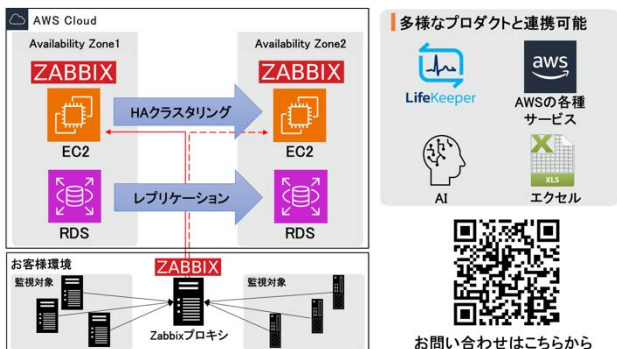 AWS Cloud
Availability Zone1
Availability Zone2
ZABBIX
ZABBIX
HAクラスタリング
EC2
EC2
レプリケーション
RDS
RDS
お客様環境
ZABBIX
監視対象
監視対象
Zabbixプロキシ
多様なプロダクトと連携可能
LifeKeeper
aws
AWSの各種
サービス
AI
X
XLS
エクセル
お問い合わせはこちらから